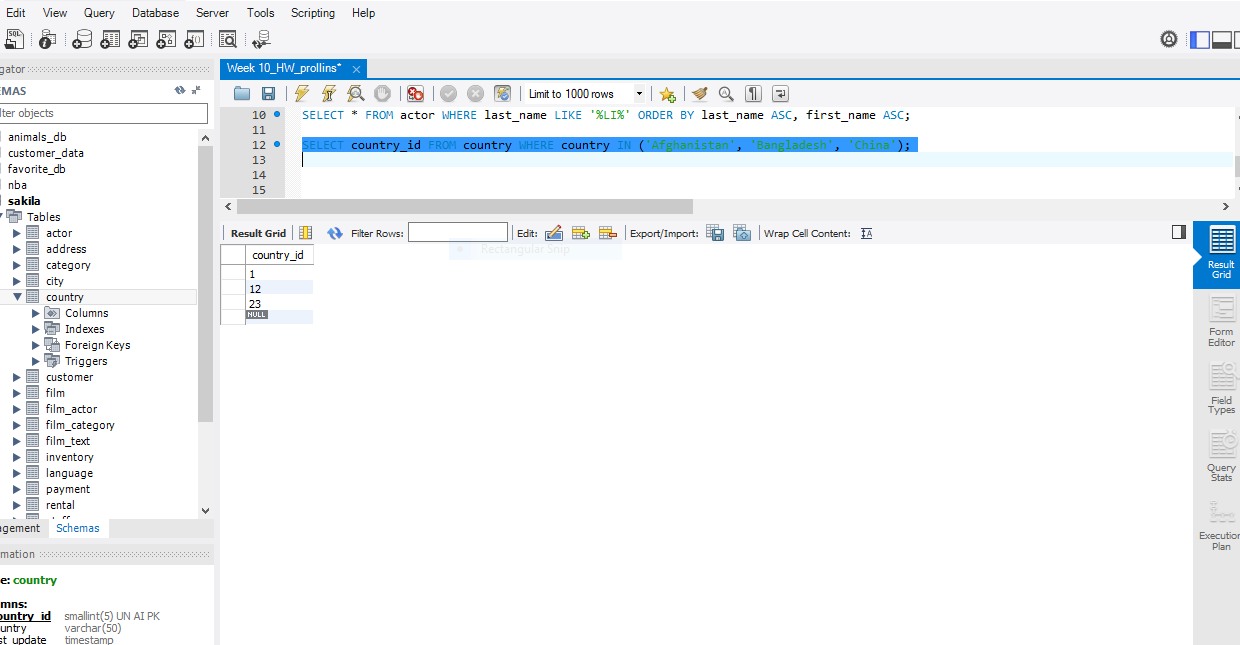 Edit View Query Database Server Tools Scripting Help
SQL
gator
Week 10_HW_prollins* ×
EMAS
lter objects
Limit to 1000 rows
10 SELECT * FROM actor WHERE last_name LIKE '%LI%' ORDER BY last_name ASC, first_name ASC;
11
12 SELECT country_id FROM country WHERE country IN ('Afghanistan', 'Bangladesh', 'China');
13
14
15
animals_db
customer_data
favorite_db
nba
sakila
Tables
actor
address
category
city
country
Columns
Indexes
Foreign Keys
Triggers
customer
film
film_actor
film_category
film_text
inventory
language
payment
rental
agement Schemas
mation
e: country
mns:
ountry_id smallint(5) UN AI PK
untry varchar(50)
st_update timestamp
Result Grid Filter Rows: Edit: Export/Import: Wrap Cell Content: IA
Rectangular Snip
country_id
1
12
23
NULL
Result
Grid
Form
Editor
Field
Types
Query
Stats
Execution
Plan